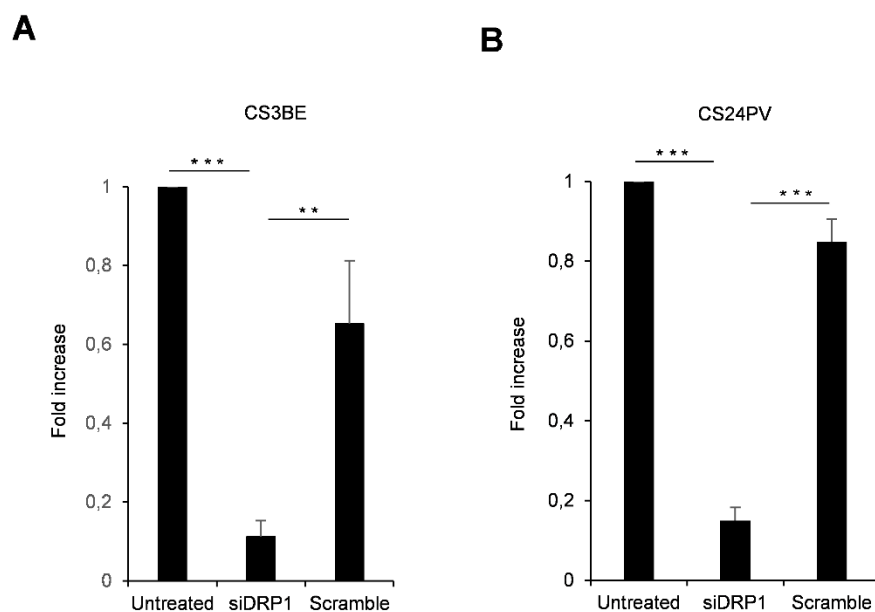 A
CS3BE
***
**
Fold increase
1
0,8
0,6
0,4
0,2
0
Untreated siDRP1 Scramble
B
CS24PV
***
***
Fold increase
1
0,8
0,6
0,4
0,2
0
Untreated siDRP1 Scramble